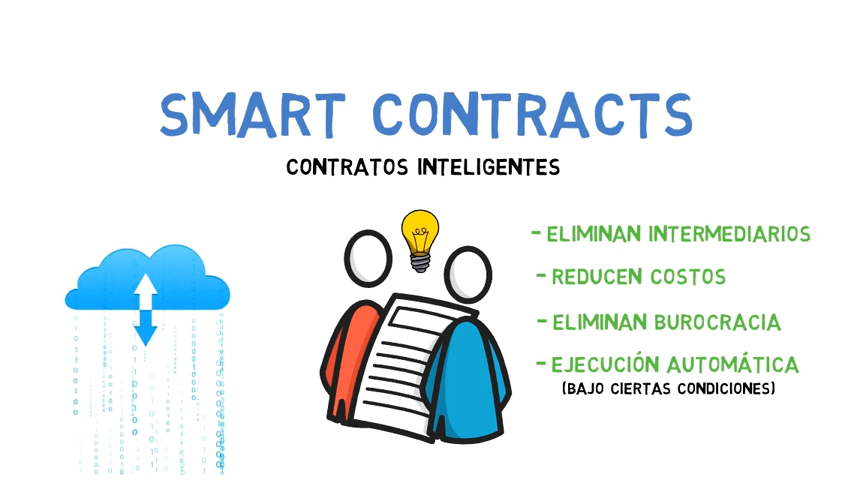 SMART CONTRACTS
CONTRATOS INTELIGENTES
- ELIMINAN INTERMEDIARIOS
- REDUCEN COSTOS
- ELIMINAN BUROCRACIA
- EJECUCIÓN AUTOMÁTICA
(BAJO CIERTAS CONDICIONES)